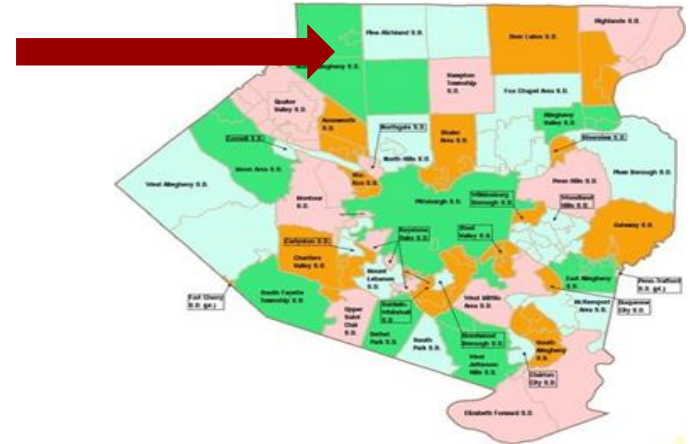 Pine Richland S.D.
Deer Lakes S.D.
Highlands S.D.
Allegheny S.D.
Hampton
Township
S.D.
Fox Chapel Area S.D.
Quaker
Valley S.D.
Avonworth
S.D.
Allegheny
Valley S.D.
Northgate S.D.
Shaler
Area S.D.
Riverview S.D.
Cornell S.D.
North Hills S.D.
Moon Area S.D.
Plum Borough S.D.
Penn Hills S.D.
West Allegheny S.D.
Montour
S.D.
Pittsburgh S.D.
Wilkinsburg
Borough S.D.
Woodland
Hills S.D.
Gateway S.D.
Keystone
Oaks S.D.
Steel
Valley S.D.
Carlynton S.D.
Chartiers
Valley S.D.
Mount
Lebanon
S.D.
East Allegheny
S.D.
Penn-Trafford
S.D. (pt.)
Fort Cherry
S.D. (pt.)
South Fayette
Township S.D.
Upper
Saint
Clair
S.D.
Baldwin
Whitehall
S.D.
West Mifflin
Area S.D.
McKeesport
Area S.D.
Duquesne
City S.D.
Bethel
Park S.D.
South
Park S.D.
Brentwood
Borough S.D.
West
Jefferson
Hills S.D.
South
Allegheny
S.D.
Clairton
City S.D.
Elizabeth Forward S.D.